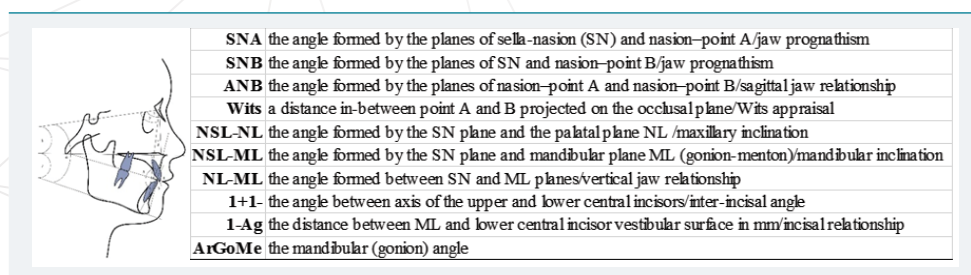 SNA the angle formed by the planes of sella-nasion (SN) and nasion–point A/jaw prognathism
SNB the angle formed by the planes of SN and nasion–point B/jaw prognathism
ANB the angle formed by the planes of nasion–point A and nasion–point B/sagittal jaw relationship
Wits a distance in-between point A and B projected on the occlusal plane/Wits appraisal
NSL-NL the angle formed by the SN plane and the palatal plane NL /maxillary inclination
NSL-ML the angle formed by the SN plane and mandibular plane ML (gonion-menton)/mandibular inclination
NL-ML the angle formed between SN and ML planes/vertical jaw relationship
1+1- the angle between axis of the upper and lower central incisors/inter-incisal angle
1-Ag the distance between ML and lower central incisor vestibular surface in mm/incisal relationship
ArGoMe the mandibular (gonion) angle